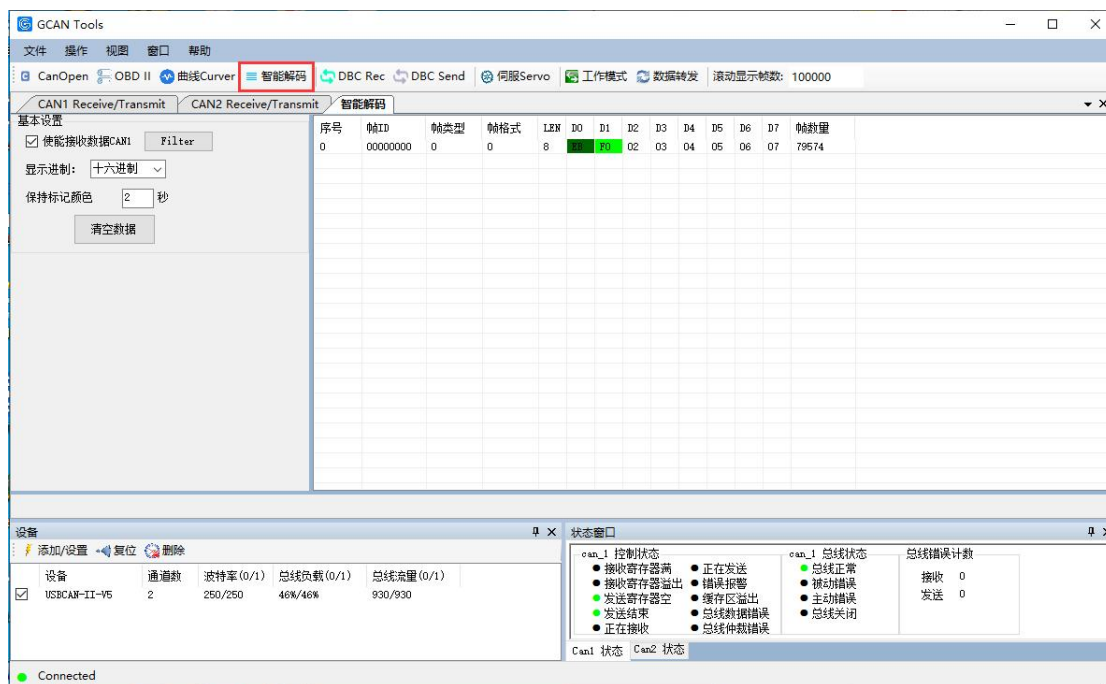 GCAN Tools
文件 操作 视图 窗口 帮助
CanOpen OBD II 曲线Curver 智能解码 DBC Rec DBC Send 伺服Servo 工作模式 数据转发 滚动显示帧数: 100000
CAN1 Receive/Transmit CAN2 Receive/Transmit 智能解码
基本设置
使能接收数据CAN1 Filter
显示进制: 十六进制
保持标记颜色 2 秒
清空数据
序号 帧ID 帧类型 帧格式 LEN D0 D1 D2 D3 D4 D5 D6 D7 帧数量
0 00000000 0 0 8 F0 02 03 04 05 06 07 79574
设备
添加/设置 复位 删除
设备 通道数 波特率(0/1) 总线负载(0/1) 总线流量(0/1)
USBCAN-II-V5 2 250/250 46%/46% 930/930
状态窗口
can_1 控制状态
接收寄存器满 正在发送
接收寄存器溢出 错误报警
发送寄存器空 缓存区溢出
发送结束 总线数据错误
正在接收 总线仲裁错误
can_1 总线状态
总线正常
被动错误
主动错误
总线关闭
总线错误计数
接收 0
发送 0
Can1 状态 Can2 状态
Connected